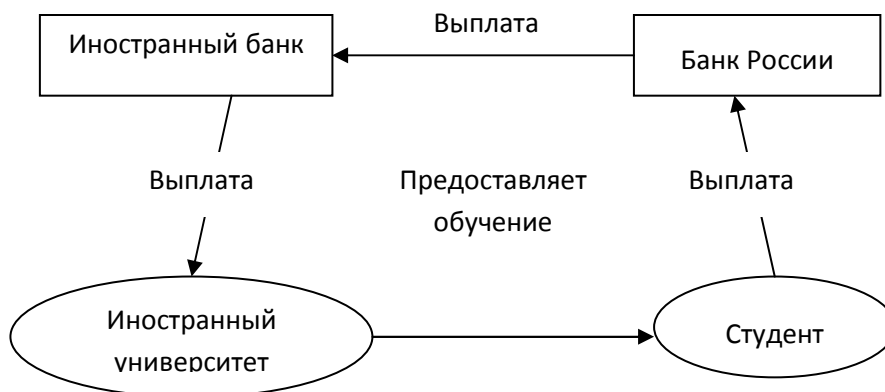 Выплата
Иностранный банк
Банк России
Выплата
Предоставляет
обучение
Выплата
Иностранный
университет
Студент